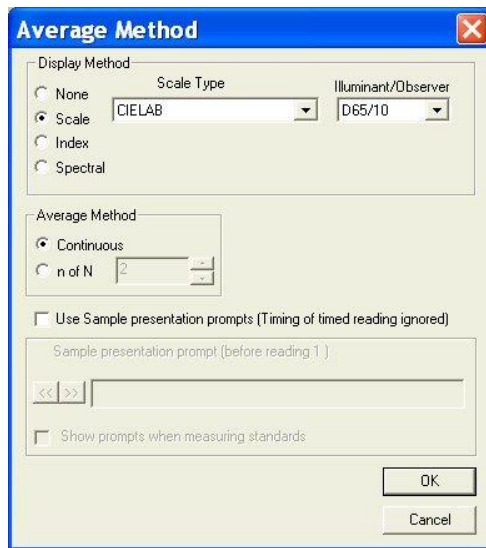 Average Method
Display Method
None
Scale
Index
Spectral
Scale Type
CIELAB
Illuminant/Observer
D65/10
Average Method
Continuous
n of N
2
Use Sample presentation prompts (Timing of timed reading ignored)
Sample presentation prompt (before reading 1 )
<< >>
Show prompts when measuring standards
OK
Cancel